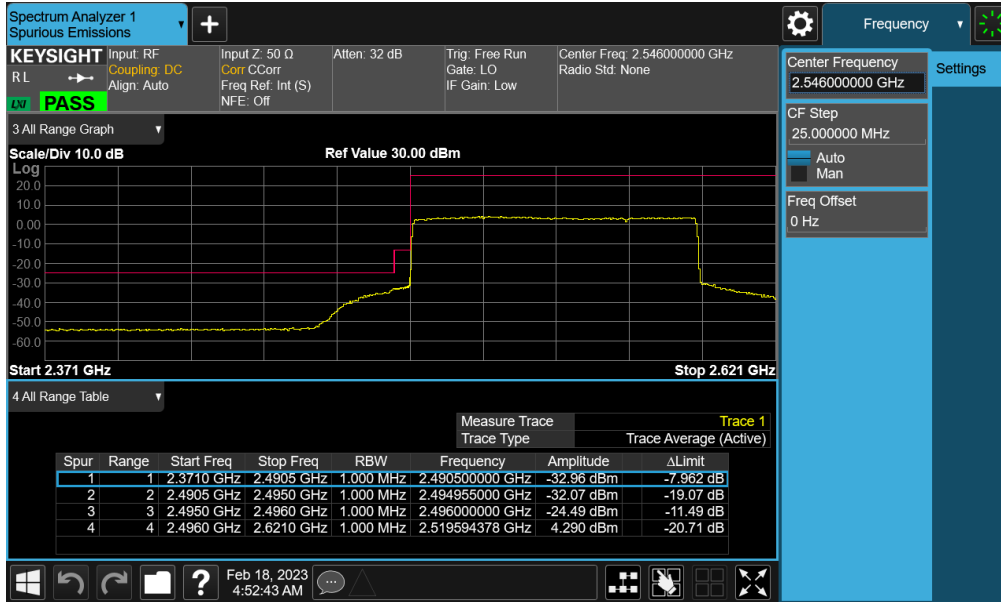 Spectrum Analyzer 1
Spurious Emissions
Frequency
KEYSIGHT
R L
LXI
PASS
Input: RF
Coupling: DC
Align: Auto
Input Z: 50 Ω
Corr CCorr
Freq Ref: Int (S)
NFE: Off
Atten: 32 dB
Trig: Free Run
Gate: LO
IF Gain: Low
Center Freq: 2.546000000 GHz
Radio Std: None
Center Frequency
2.546000000 GHz
Settings
CF Step
25.000000 MHz
Auto
Man
Freq Offset
0 Hz
3 All Range Graph
Scale/Div 10.0 dB
Ref Value 30.00 dBm
Log
20.0
10.0
0.00
-10.0
-20.0
-30.0
-40.0
-50.0
-60.0
Start 2.371 GHz
Stop 2.621 GHz
4 All Range Table
Measure Trace Trace 1
Trace Type Trace Average (Active)
Spur Range Start Freq Stop Freq RBW Frequency Amplitude ΔLimit
1 1 2.3710 GHz 2.4905 GHz 1.000 MHz 2.490500000 GHz -32.96 dBm -7.962 dB
2 2 2.4905 GHz 2.4950 GHz 1.000 MHz 2.494955000 GHz -32.07 dBm -19.07 dB
3 3 2.4950 GHz 2.4960 GHz 1.000 MHz 2.496000000 GHz -24.49 dBm -11.49 dB
4 4 2.4960 GHz 2.6210 GHz 1.000 MHz 2.519594378 GHz 4.290 dBm -20.71 dB
Feb 18, 2023
4:52:43 AM